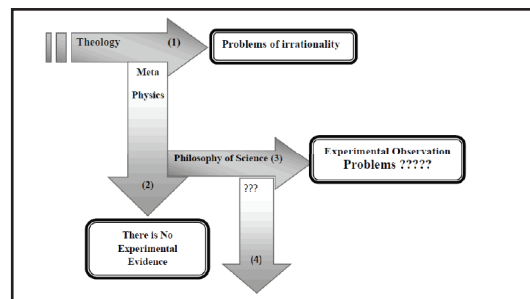 Theology (1)
Problems of irrationality
Meta
Physics
Philosophy of Science (3)
Experimental Observation
Problems ?????
(2)
???
There is No
Experimental
Evidence
(4)